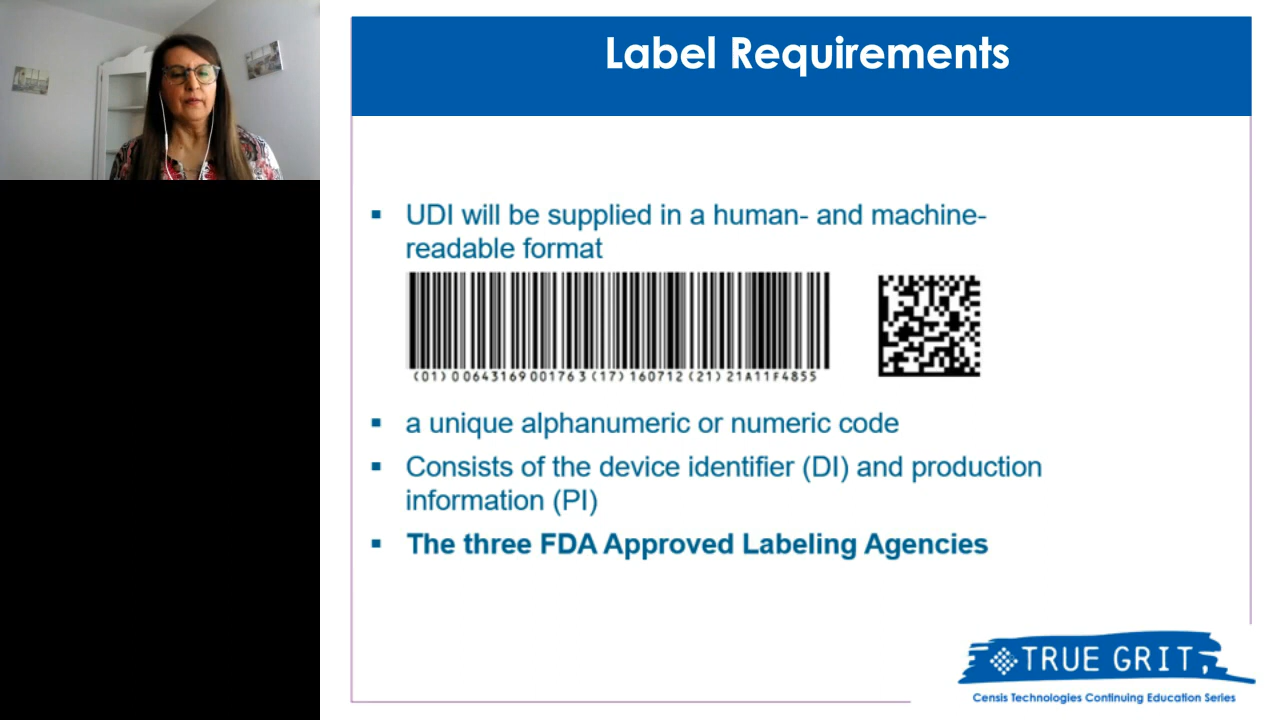 Label Requirements
▪ UDI will be supplied in a human- and machine-
readable format
(01)00643169001763(17)160712(21)21A11F4855
▪ a unique alphanumeric or numeric code
▪ Consists of the device identifier (DI) and production
information (PI)
▪ The three FDA Approved Labeling Agencies
TRUE GRIT,
Censis Technologies Continuing Education Series